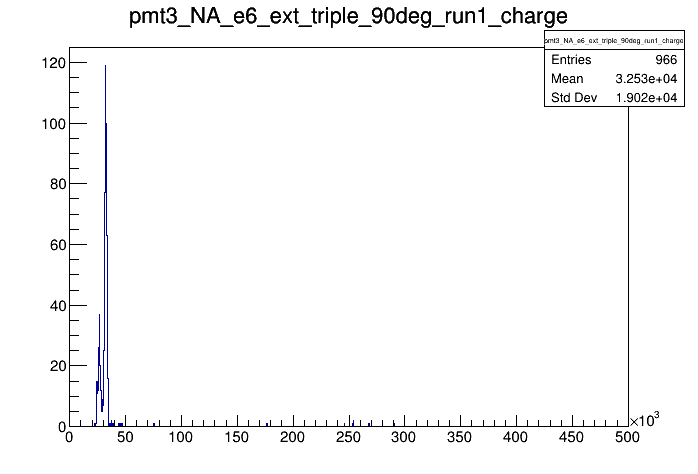 pmt3_NA_e6_ext_triple_90deg_run1_charge
pmt3_NA_e6_ext_triple_90deg_run1_charge
Entries 966
Mean 3.253e+04
Std Dev 1.902e+04
120
100
80
60
40
20
0
0 50 100 150 200 250 300 350 400 450 500
×10³